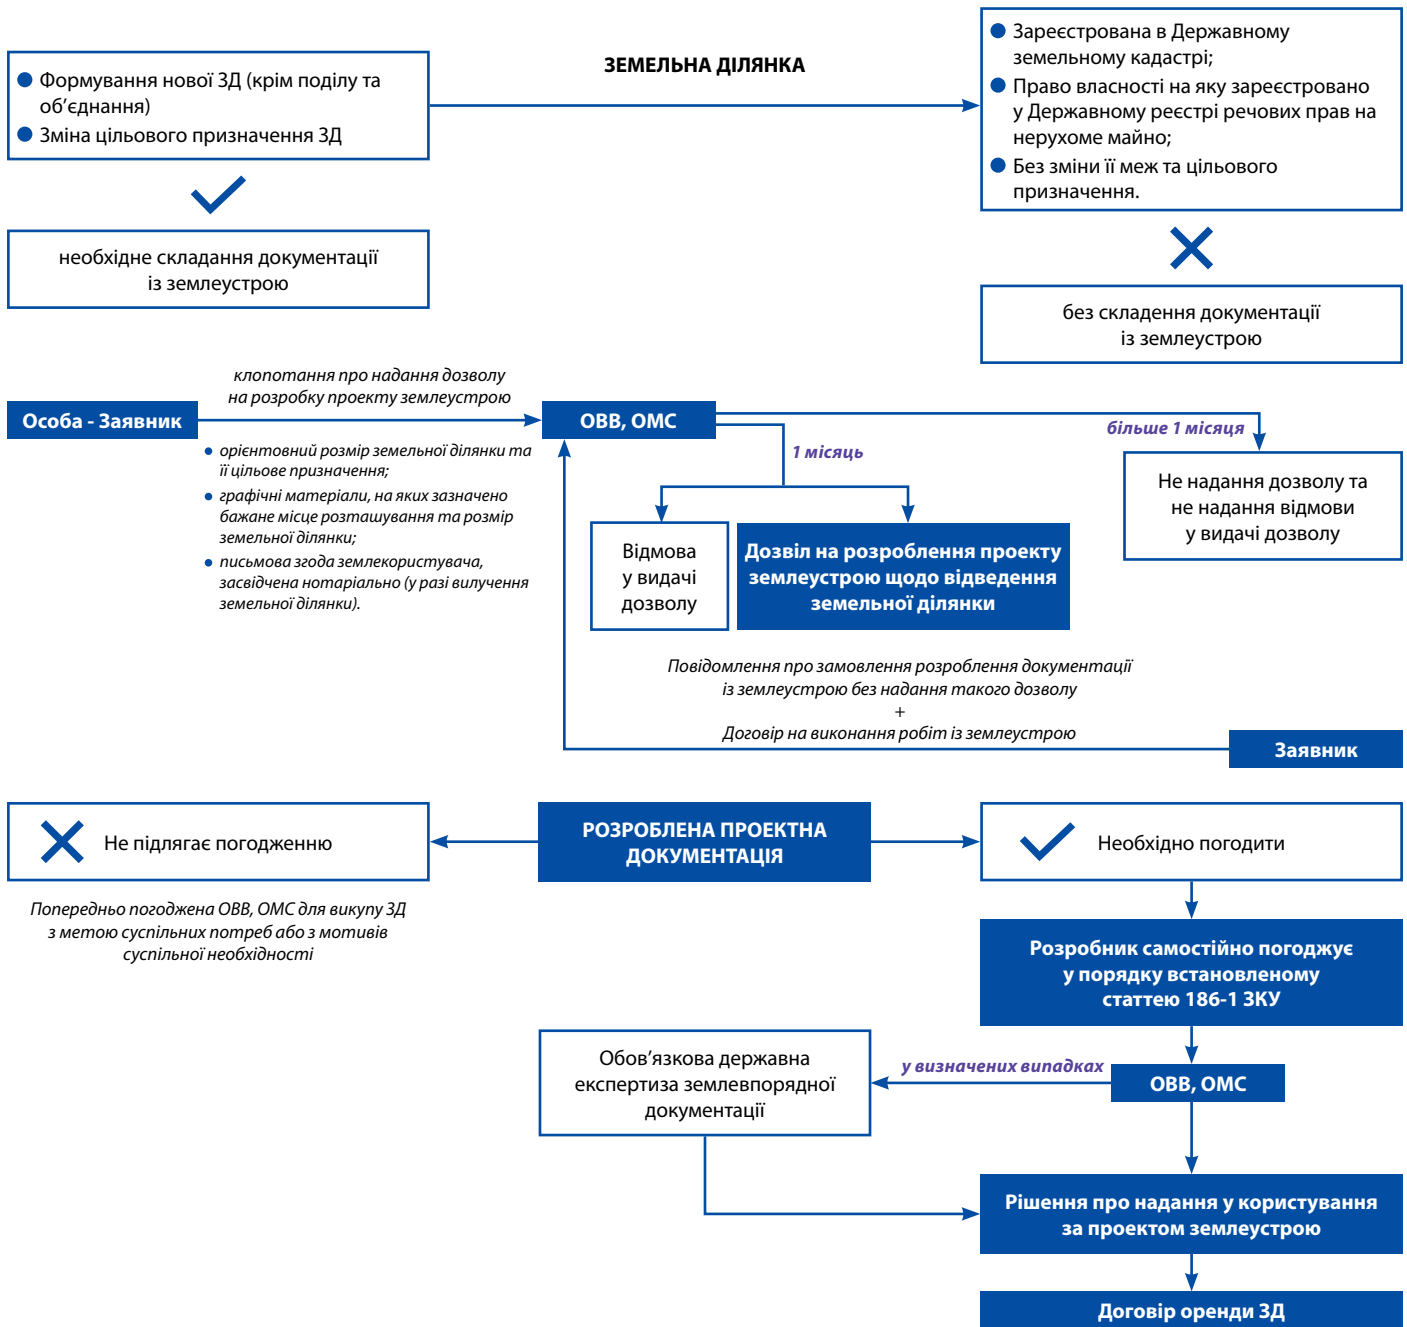 ЗЕМЕЛЬНА ДІЛЯНКА
Формування нової ЗД (крім поділу та
об’єднання)
Зміна цільового призначення ЗД
необхідне складання документації
із землеустрою
Зареєстрована в Державному
земельному кадастрі;
Право власності на яку зареєстровано
у Державному реєстрі речових прав на
нерухоме майно;
Без зміни її меж та цільового
призначення.
без складення документації
із землеустрою
Особа - Заявник
клопотання про надання дозволу
на розробку проекту землеустрою
орієнтовний розмір земельної ділянки та
її цільове призначення;
графічні матеріали, на яких зазначено
бажане місце розташування та розмір
земельної ділянки;
письмова згода землекористувача,
засвідчена нотаріально (у разі вилучення
земельної ділянки).
ОВВ, ОМС
1 місяць
більше 1 місяця
Відмова
у видачі
дозволу
Дозвіл на розроблення проекту
землеустрою щодо відведення
земельної ділянки
Не надання дозволу та
не надання відмови
у видачі дозволу
Повідомлення про замовлення розроблення документації
із землеустрою без надання такого дозволу
+
Договір на виконання робіт із землеустрою
Заявник
Не підлягає погодженню
РОЗРОБЛЕНА ПРОЕКТНА
ДОКУМЕНТАЦІЯ
Необхідно погодити
Попередньо погоджена ОВВ, ОМС для викупу ЗД
з метою суспільних потреб або з мотивів
суспільної необхідності
Розробник самостійно погоджує
у порядку встановленому
статтею 186-1 ЗКУ
Обов’язкова державна
експертиза землевпорядної
документації
у визначених випадках
ОВВ, ОМС
Рішення про надання у користування
за проектом землеустрою
Договір оренди ЗД